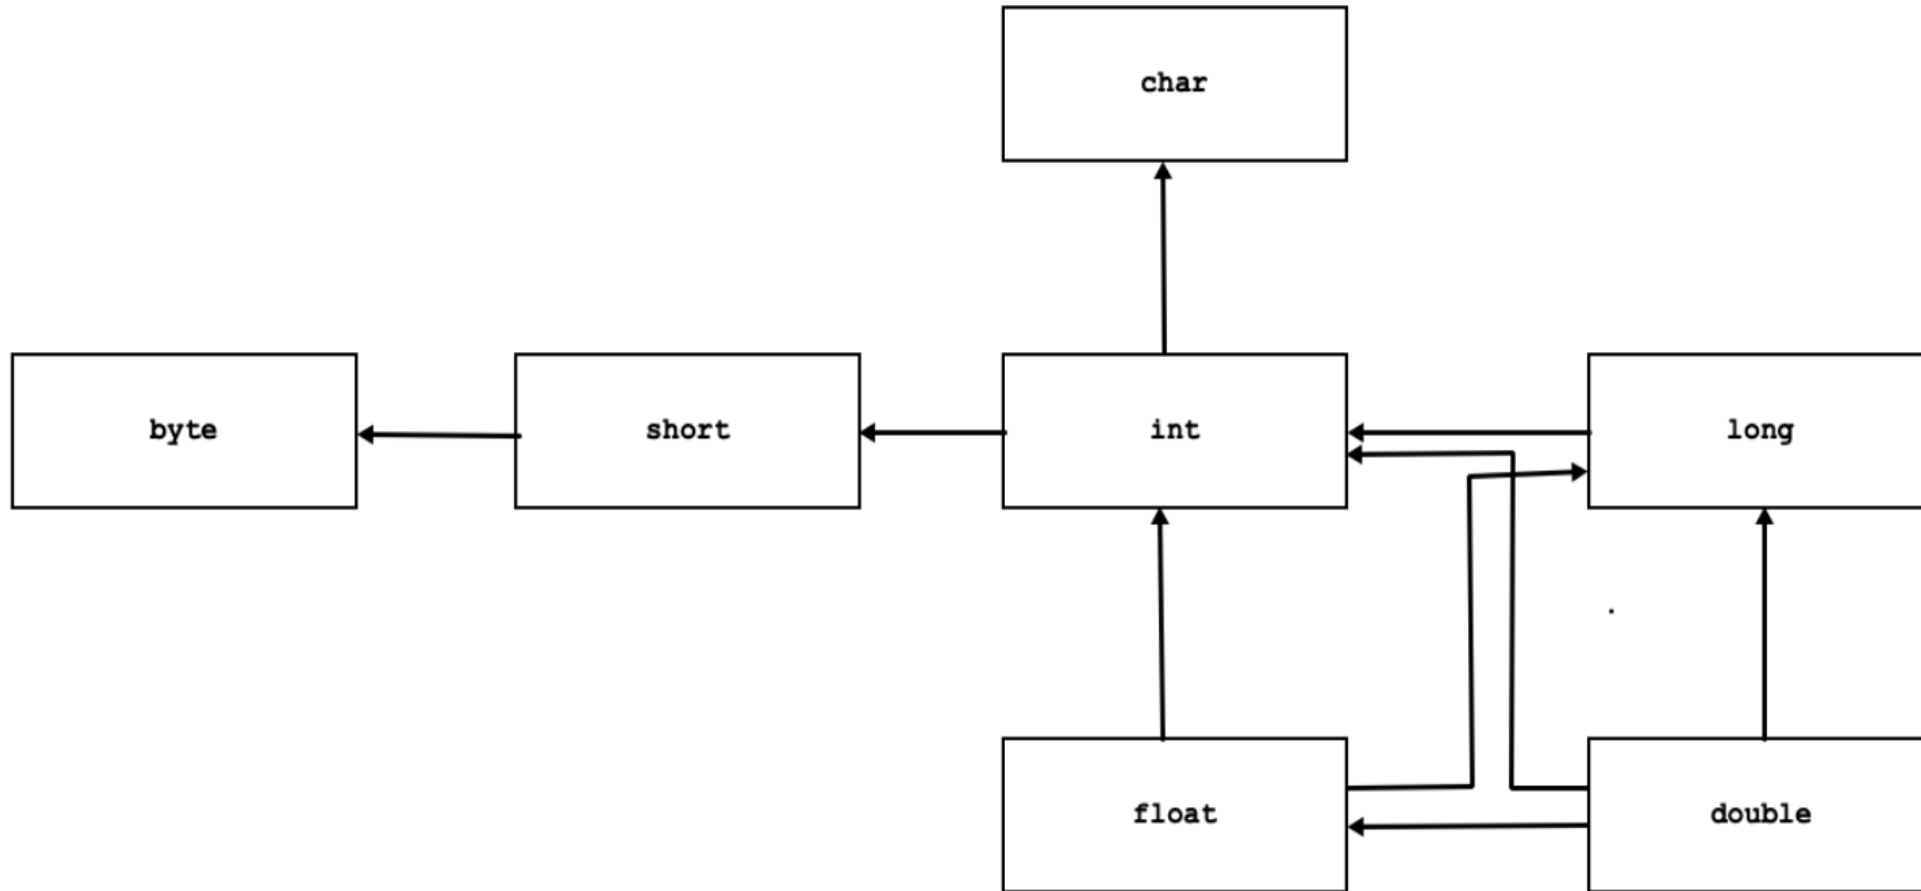 char
byte
short
int
long
float
double